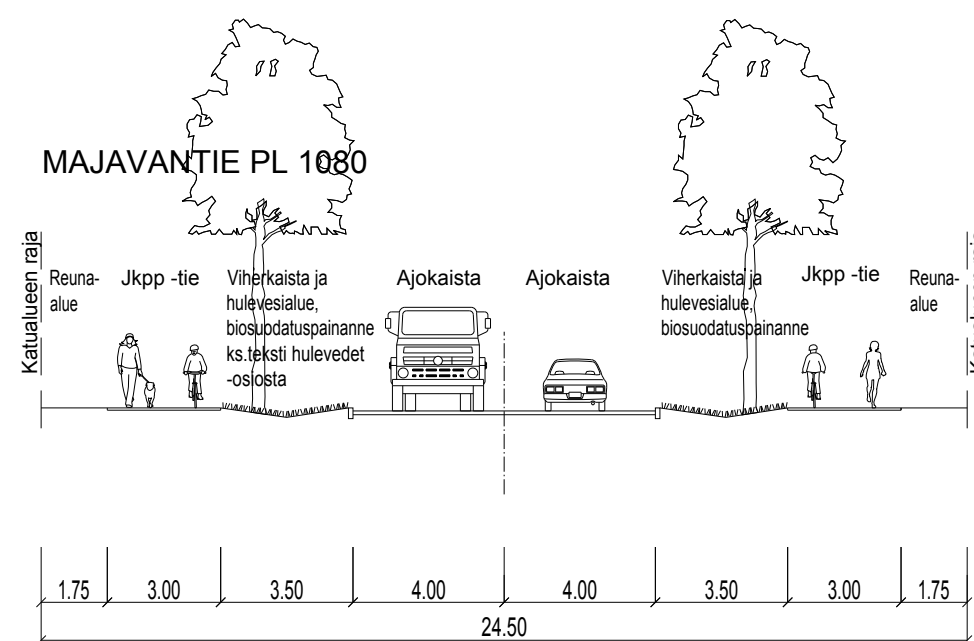 MAJAVANTIE PL 1080
Katualueen raja
Reuna-
alue
Jkpp -tie
Viherkaista ja
hulevesialue,
biosuodatuspainanne
ks.teksti hulevedet
-osiosta
Ajokaista
Ajokaista
Viherkaista ja
hulevesialue,
biosuodatuspainanne
Jkpp -tie
Reuna-
alue
1.75 3.00 3.50 4.00 4.00 3.50 3.00 1.75
24.50